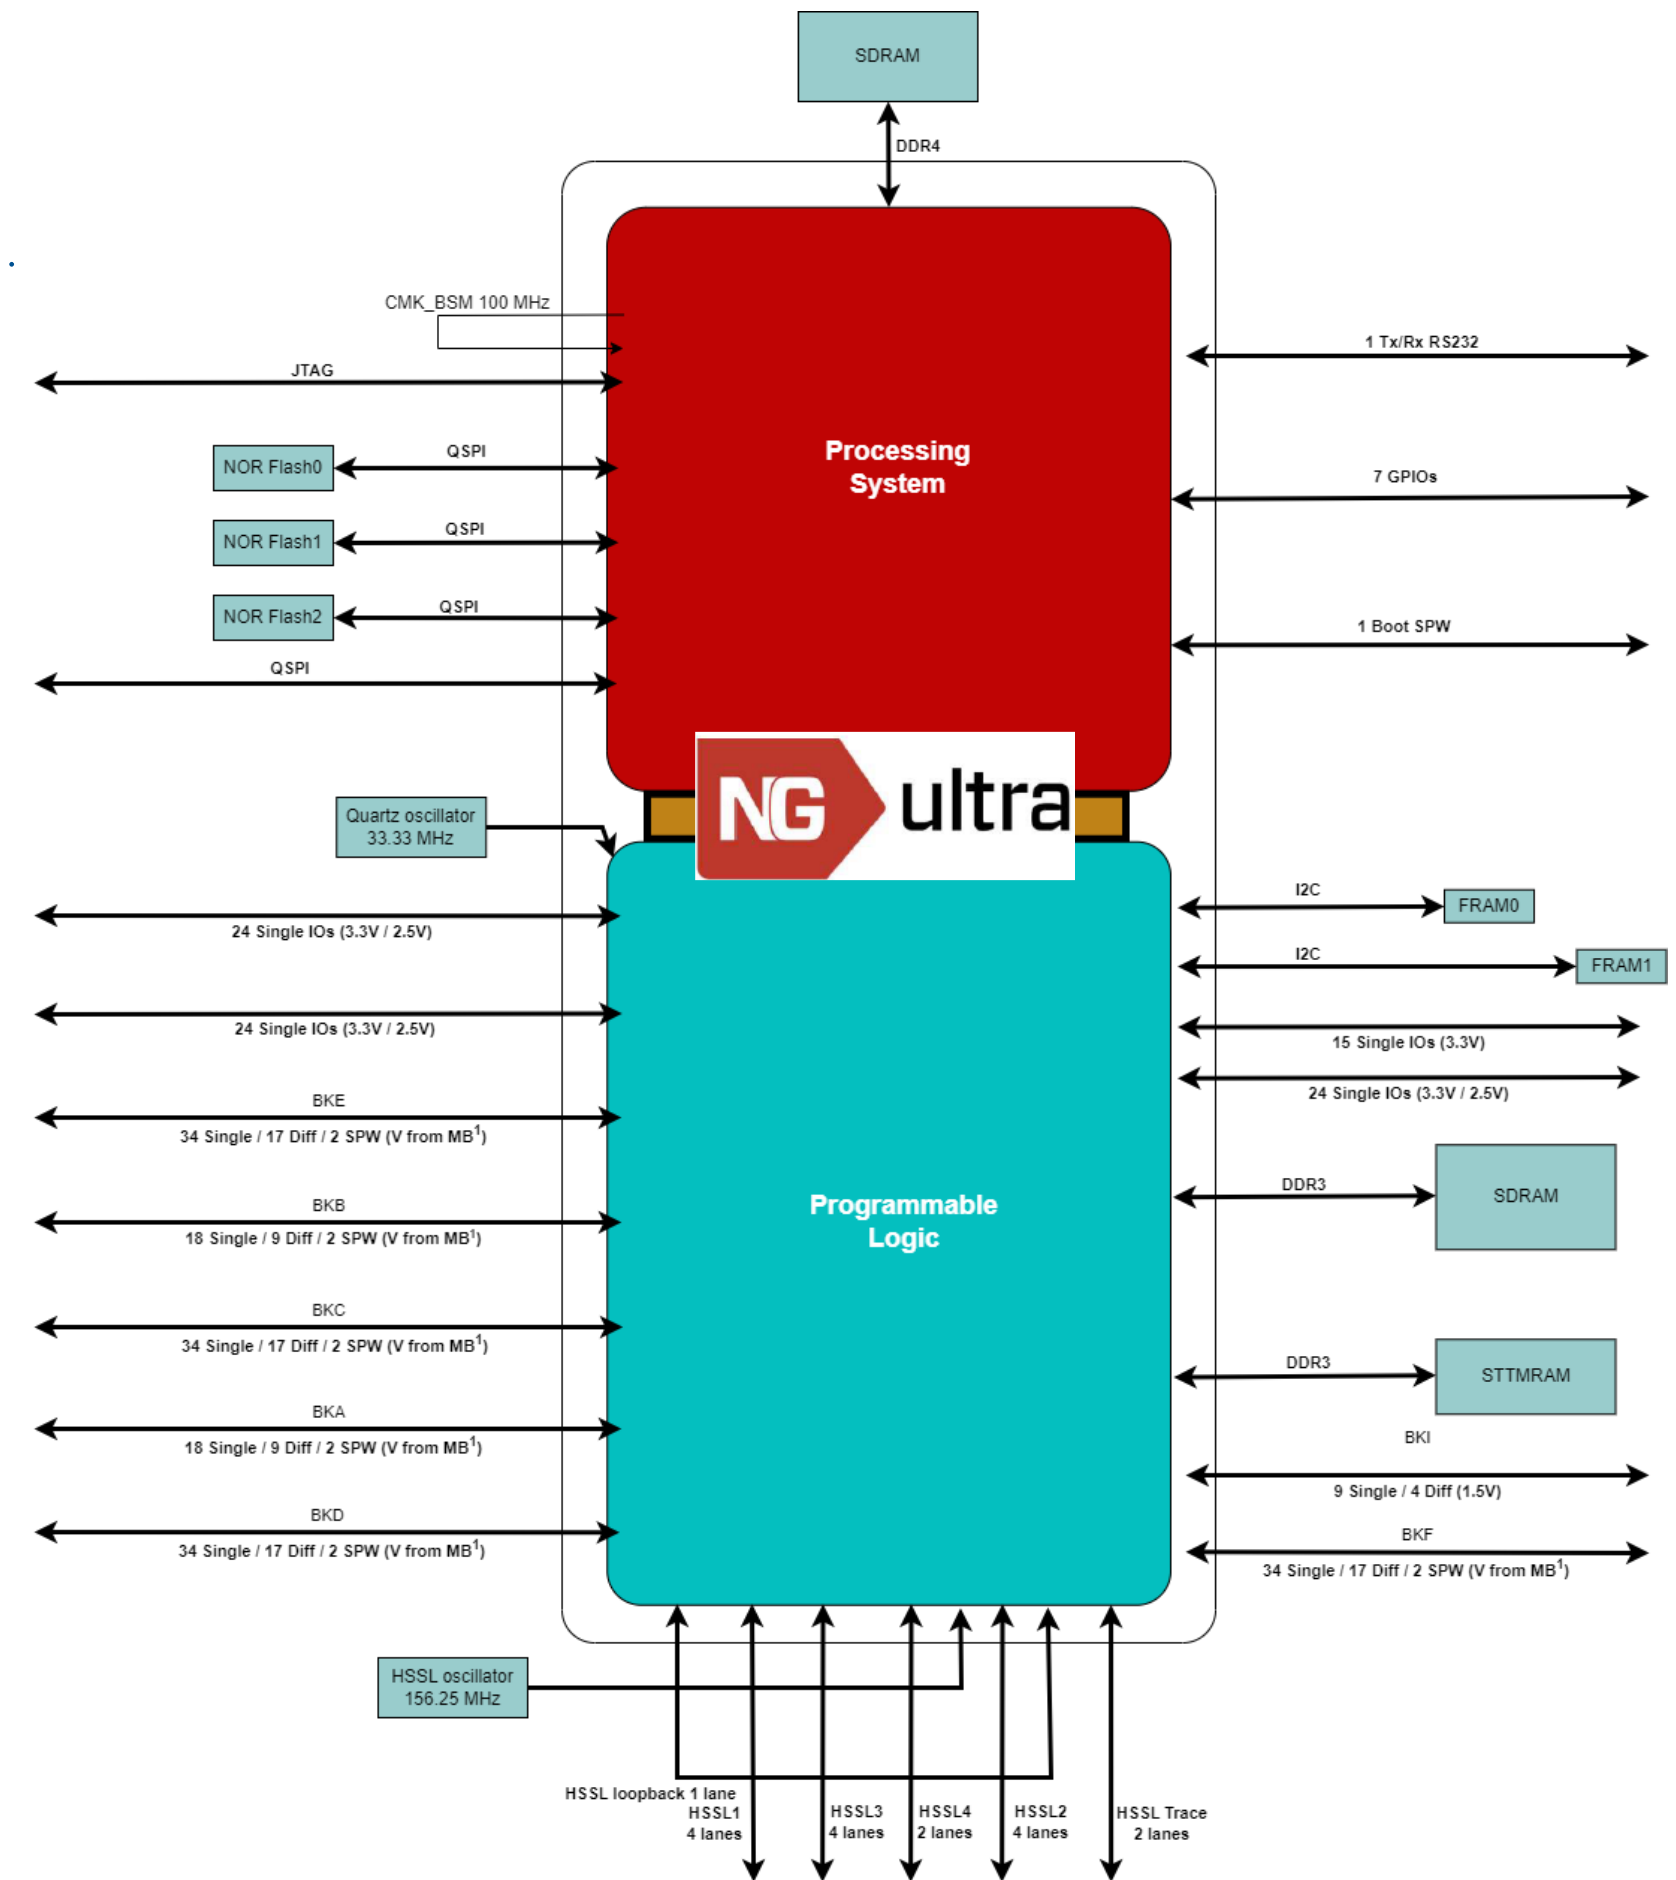 SDRAM
DDR4
CMK_BSM 100 MHz
1 Tx/Rx RS232
JTAG
Processing
System
NOR Flash0
QSPI
7 GPIOs
NOR Flash1
QSPI
NOR Flash2
QSPI
1 Boot SPW
QSPI
NG ultra
Quartz oscillator
33.33 MHz
I2C
FRAM0
24 Single IOs (3.3V / 2.5V)
I2C
FRAM1
24 Single IOs (3.3V / 2.5V)
15 Single IOs (3.3V)
24 Single IOs (3.3V / 2.5V)
BKE
34 Single / 17 Diff / 2 SPW (V from MB¹)
DDR3
SDRAM
Programmable
Logic
BKB
18 Single / 9 Diff / 2 SPW (V from MB¹)
BKC
34 Single / 17 Diff / 2 SPW (V from MB¹)
DDR3
STTMRAM
BKA
18 Single / 9 Diff / 2 SPW (V from MB¹)
BKI
9 Single / 4 Diff (1.5V)
BKD
34 Single / 17 Diff / 2 SPW (V from MB¹)
BKF
34 Single / 17 Diff / 2 SPW (V from MB¹)
HSSL oscillator
156.25 MHz
HSSL loopback 1 lane
HSSL1
4 lanes
HSSL3
4 lanes
HSSL4
2 lanes
HSSL2
4 lanes
HSSL Trace
2 lanes